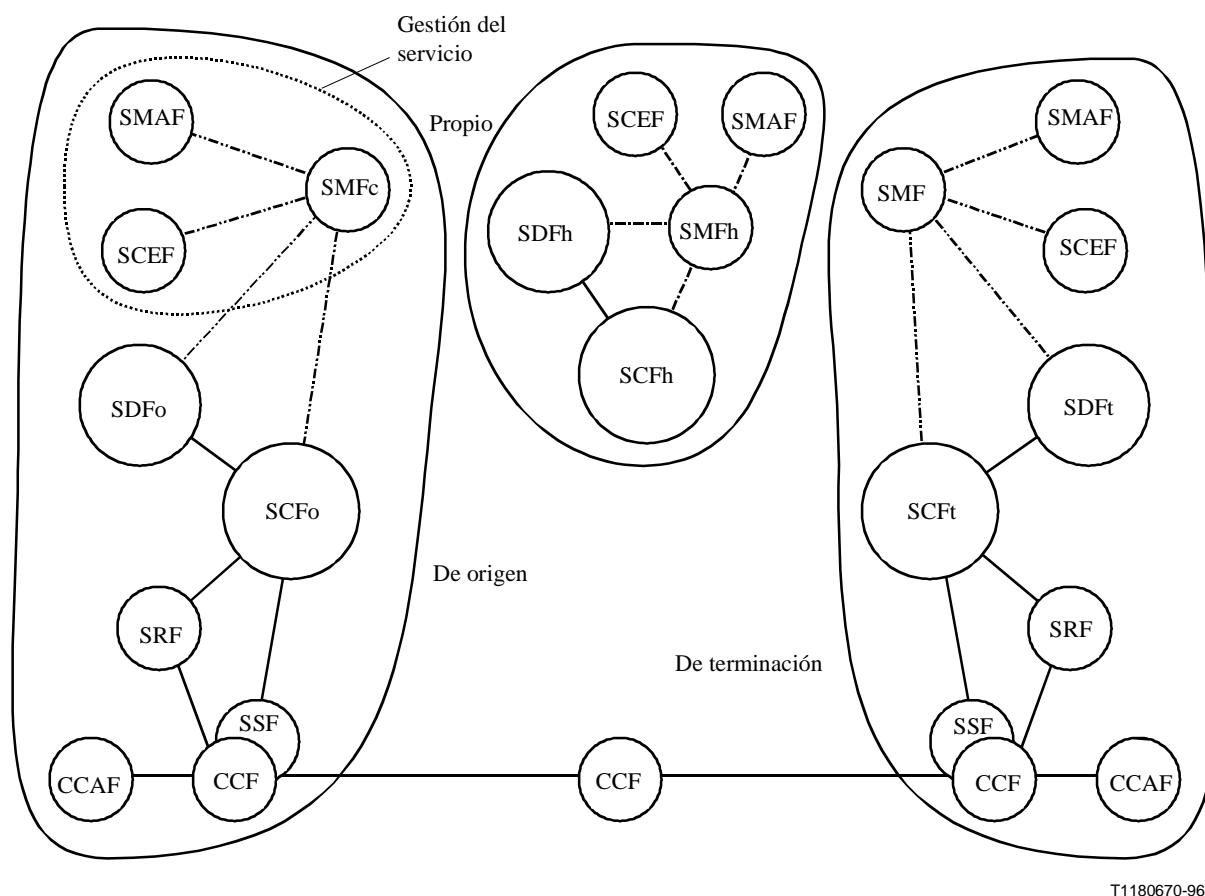 Gestión del
servicio
SMAF
SMFc
SCEF
Propio
SCEF
SMAF
SDFh
SMFh
SCFh
SMAF
SMF
SCEF
SDFo
SCFo
De origen
SRF
SSF
CCAF
CCF
CCF
SDFt
SCFt
SRF
De terminación
SSF
CCF
CCAF
T1180670-96